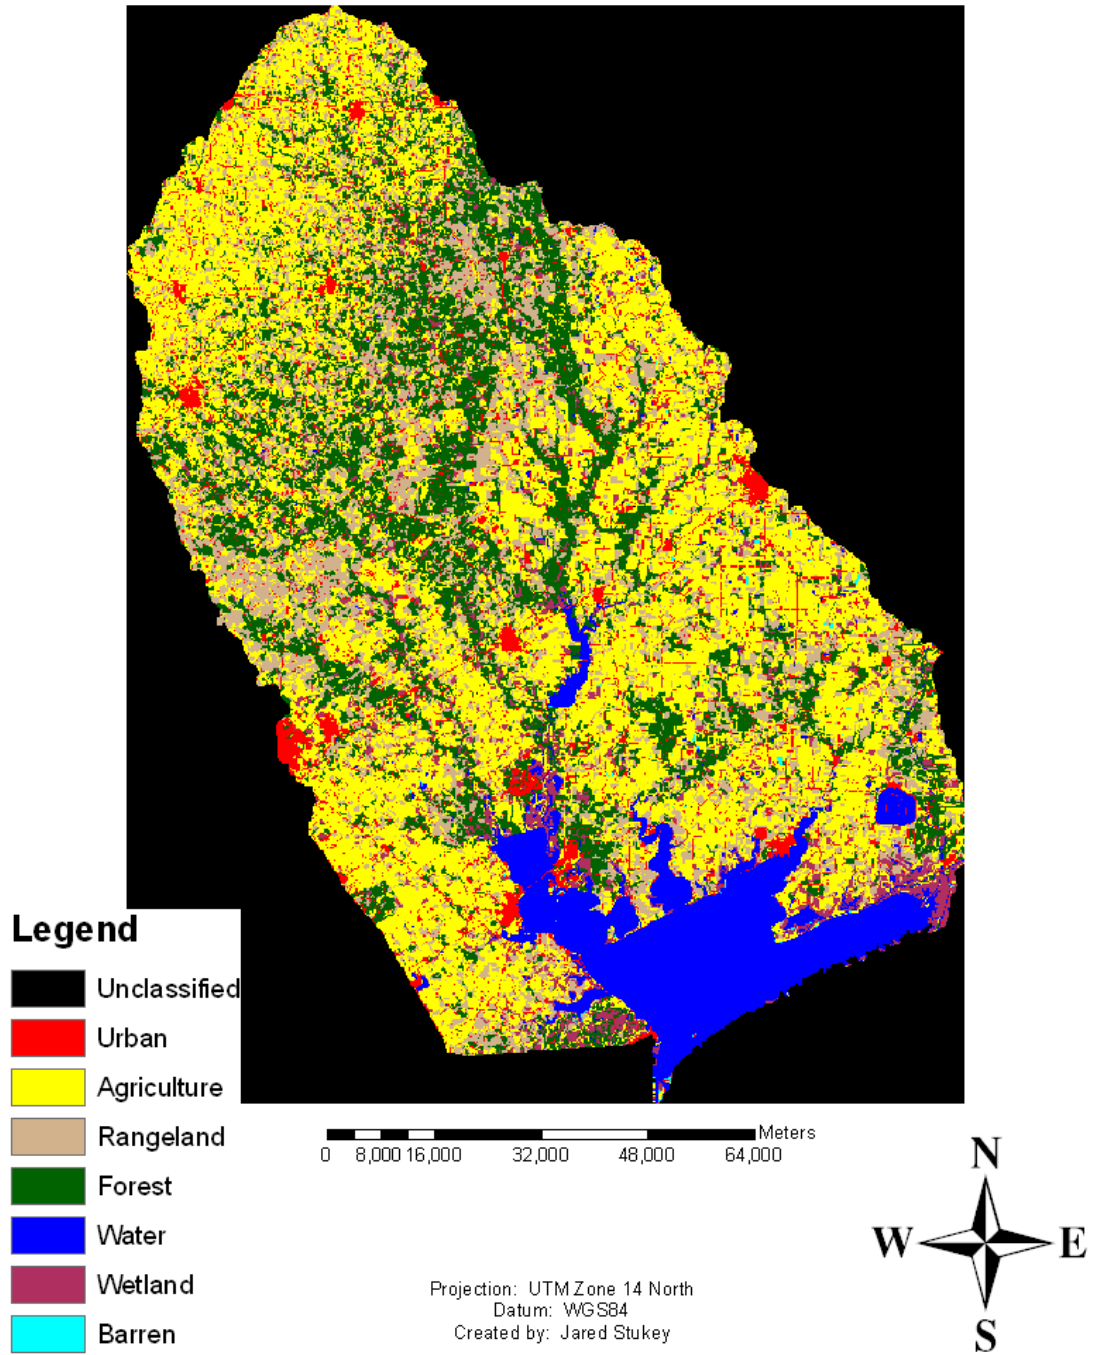 Legend
Unclassified
Urban
Agriculture
Rangeland
Forest
Water
Wetland
Barren
Meters
0 8,000 16,000 32,000 48,000 64,000
N
W E
S
Projection: UTM Zone 14 North
Datum: WGS84
Created by: Jared Stukey